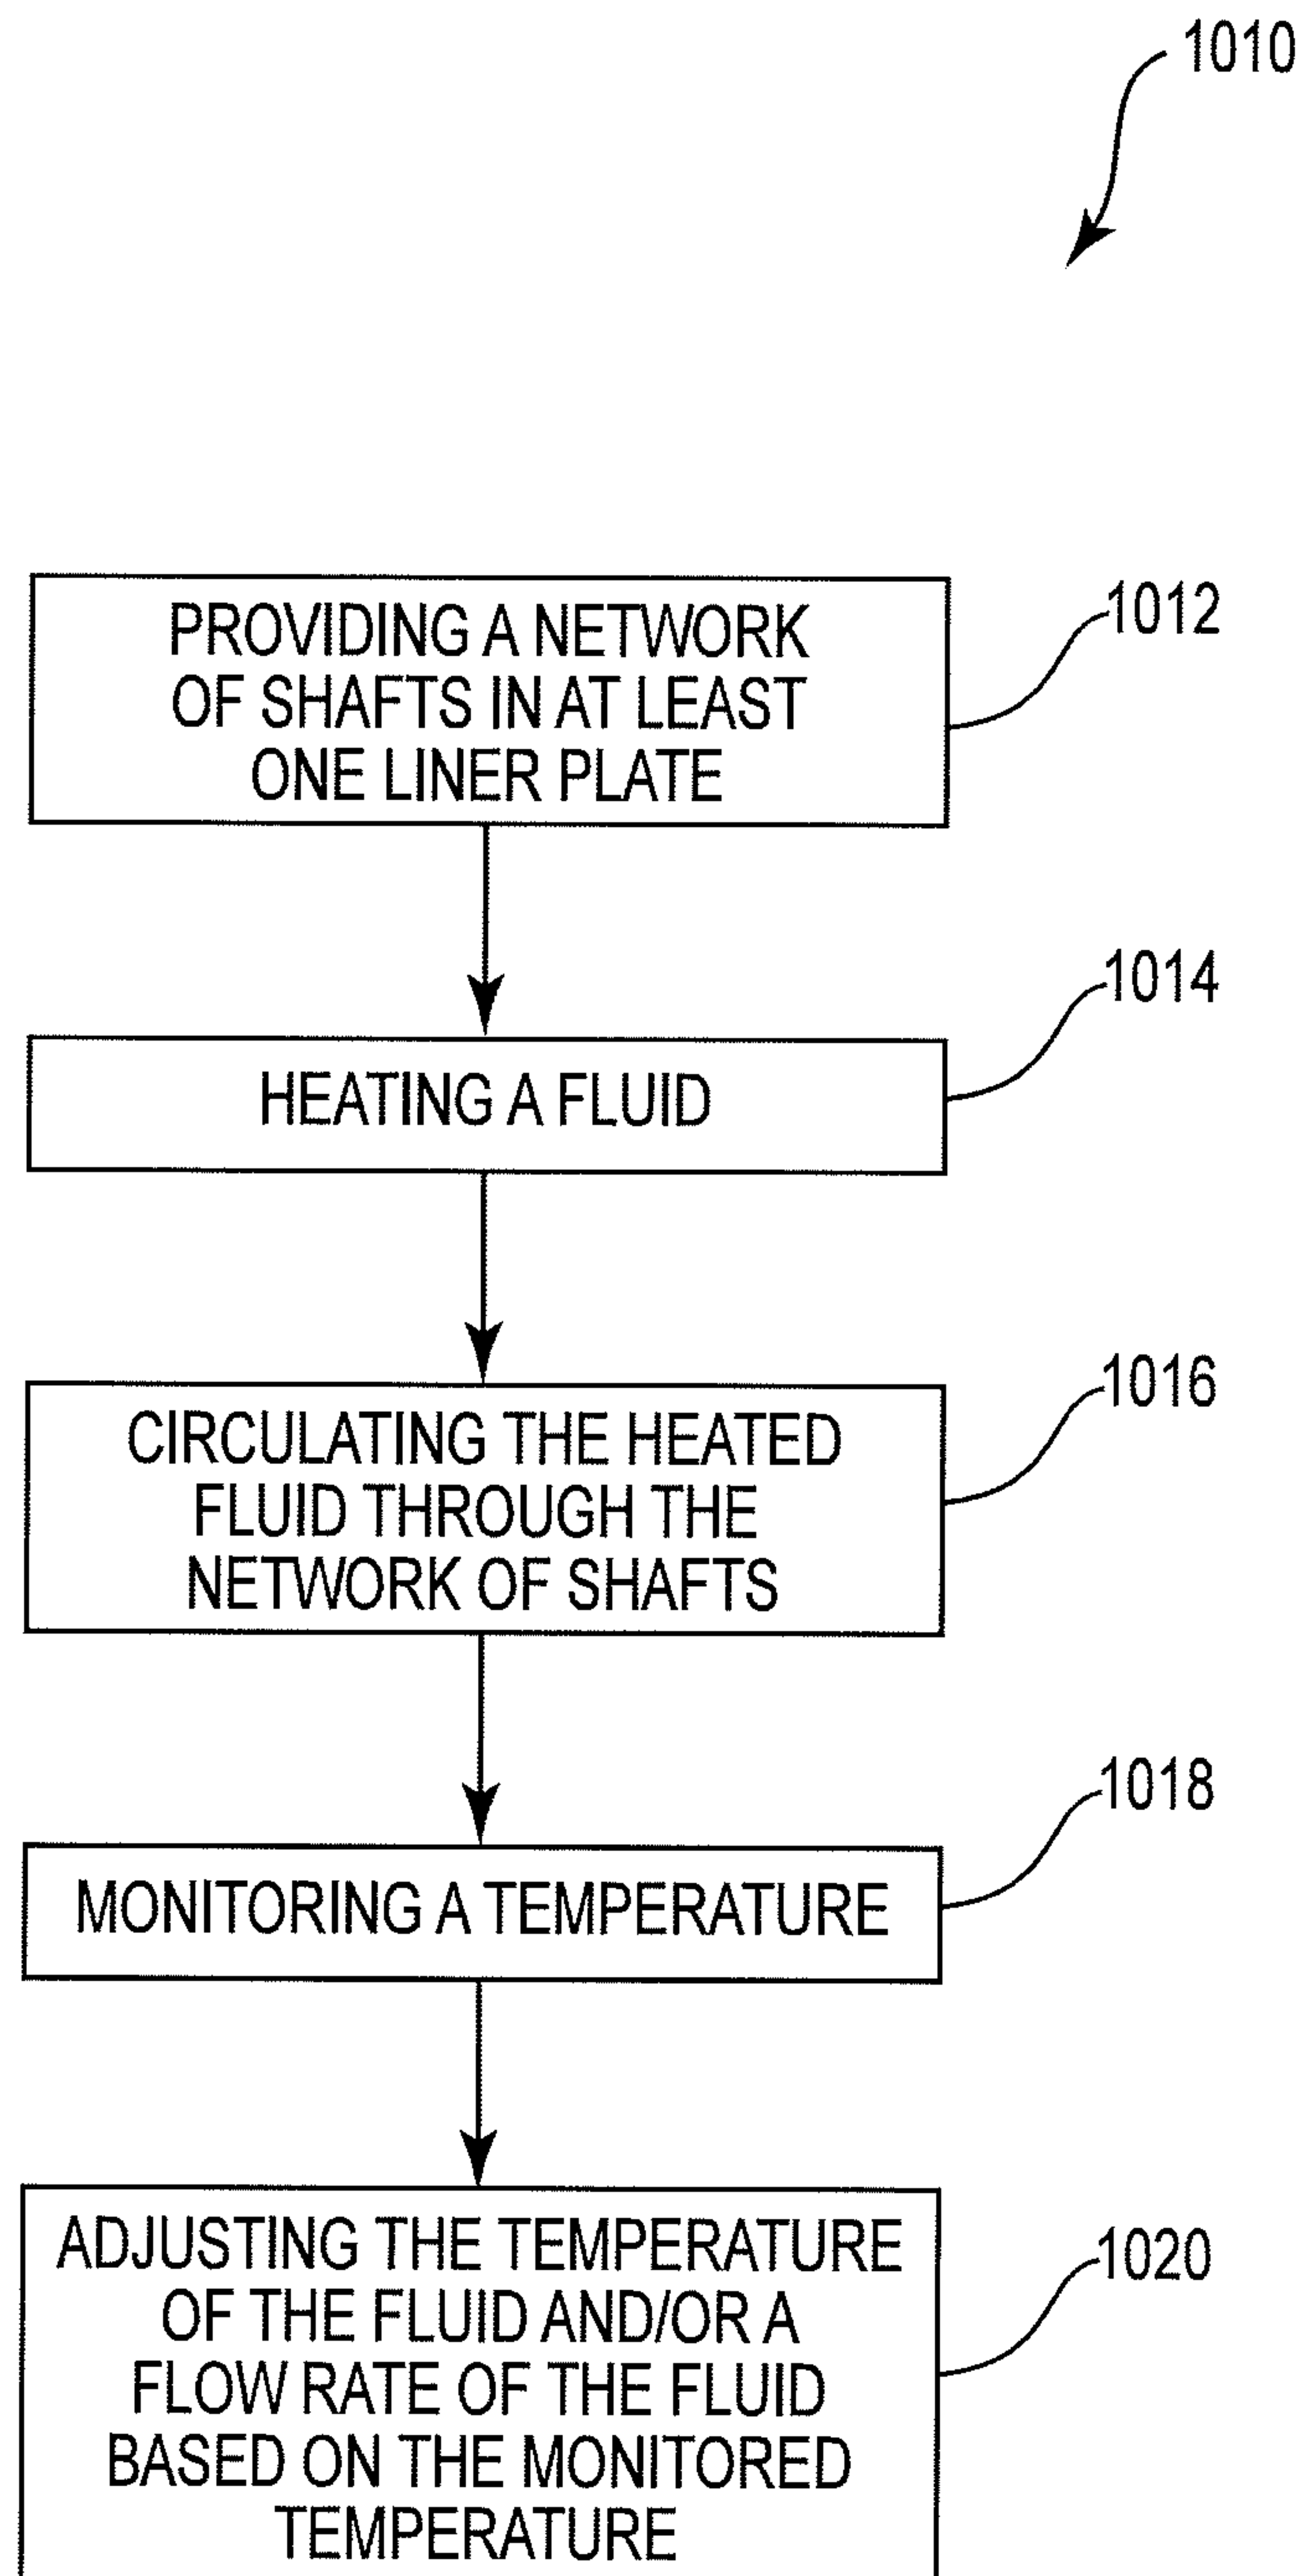 1010
PROVIDING A NETWORK
OF SHAFTS IN AT LEAST
ONE LINER PLATE
1012
HEATING A FLUID
1014
CIRCULATING THE HEATED
FLUID THROUGH THE
NETWORK OF SHAFTS
1016
MONITORING A TEMPERATURE
1018
ADJUSTING THE TEMPERATURE
OF THE FLUID AND/OR A
FLOW RATE OF THE FLUID
BASED ON THE MONITORED
TEMPERATURE
1020